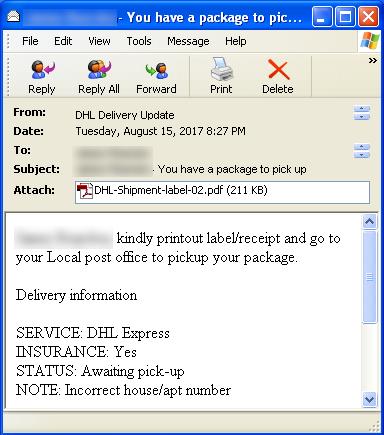 - You have a package to pic...
File Edit View Tools Message Help
Reply Reply All Forward Print Delete
From: DHL Delivery Update
Date: Tuesday, August 15, 2017 8:27 PM
To:
Subject: - You have a package to pick up
Attach: DHL-Shipment-label-02.pdf (211 KB)
kindly printout label/receipt and go to
your Local post office to pickup your package.
Delivery information
SERVICE: DHL Express
INSURANCE: Yes
STATUS: Awaiting pick-up
NOTE: Incorrect house/apt number